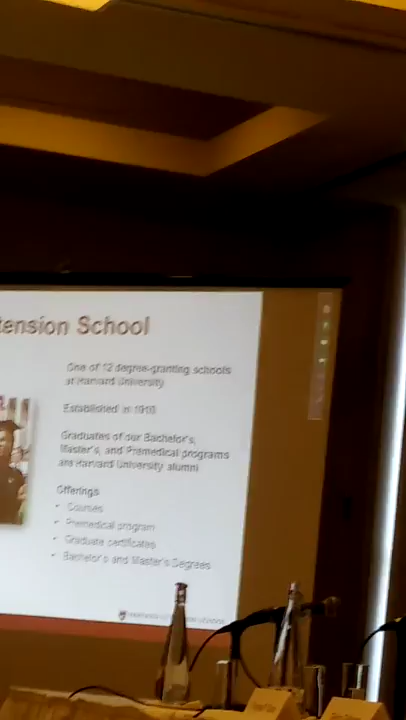 tension School
One of 12 degree-granting schools
at Harvard University
Established in 1910
Graduates of our Bachelor's,
Master's, and Premedical programs
are Harvard University alumni
Offerings
• Courses
• Premedical program
• Graduate certificates
• Bachelor's and Master's Degrees